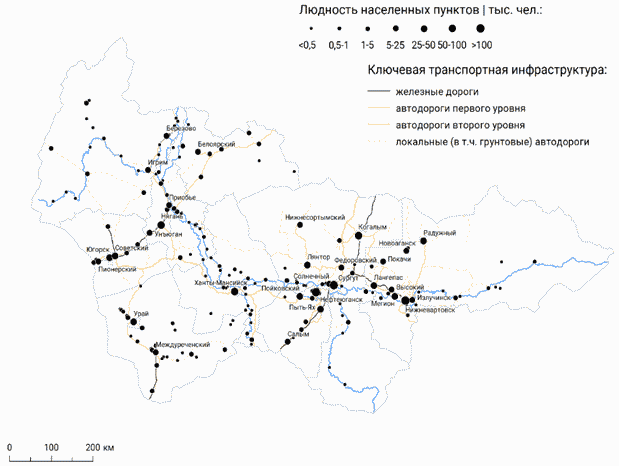 Людность населенных пунктов | тыс. чел.:
<0,5 0,5-1 1-5 5-25 25-50 50-100 >100
Ключевая транспортная инфраструктура:
железные дороги
автодороги первого уровня
автодороги второго уровня
локальные (в т.ч. грунтовые) автодороги
Березово
Белоярский
Игрим
Приобье
Нягань
Унъюган
Нижнесортымский
Когалым
Радужный
Новоаганск
Советский
Югорск
Пионерский
Лянтор
Федоровский
Покачи
Солнечный
Сургут
Лангепас
Ханты-Мансийск
Пойковский
Высокий
Излучинск
Нефтеюганск
Мегион
Пыть-Ях
Нижневартовск
Урай
Салым
Междуреченский
0 100 200 км